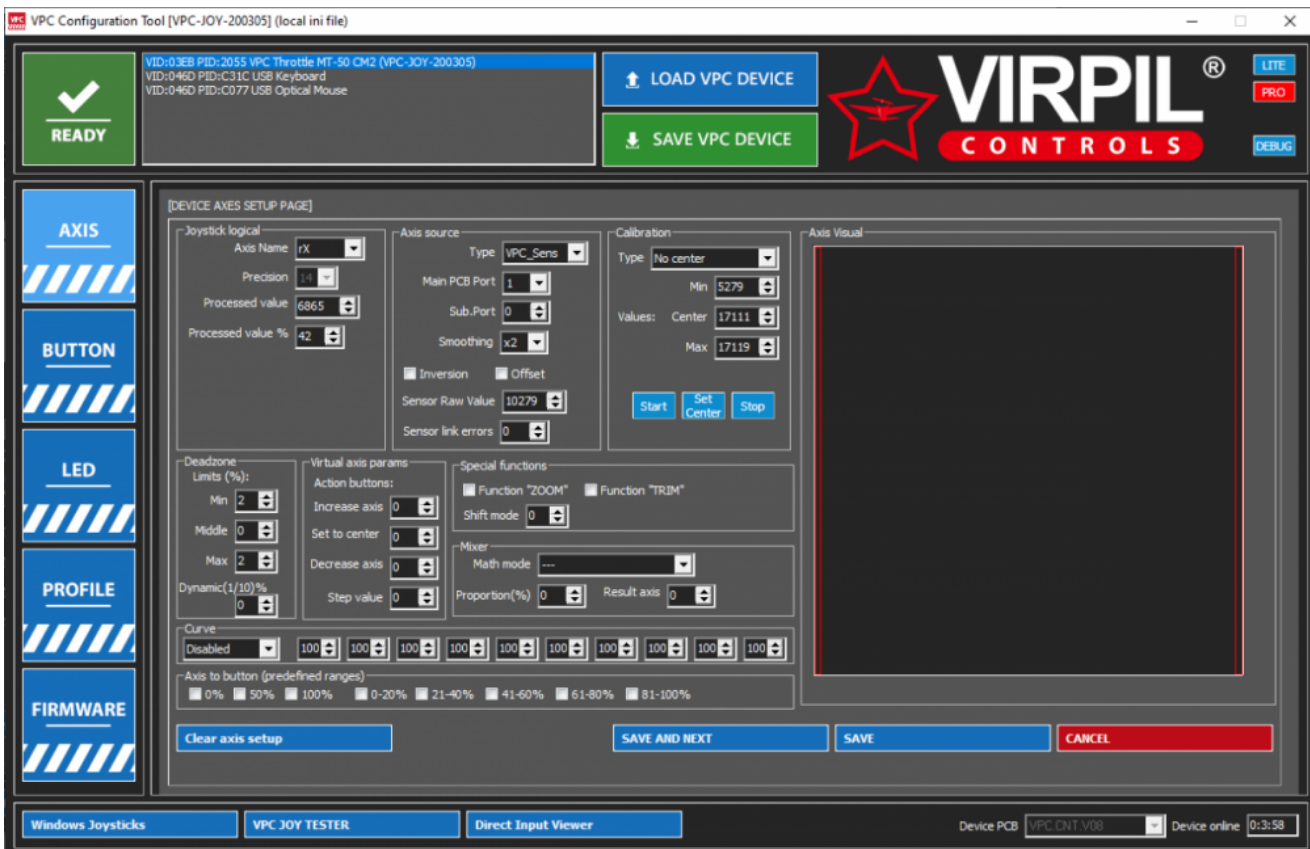 VPC Configuration Tool [VPC-JOY-200305] (local ini file)
READY
VID:03EB PID:2055 VPC Throttle MT-50 CM2 (VPC-JOY-200305)
VID:046D PID:C31C USB Keyboard
VID:046D PID:C077 USB Optical Mouse
LOAD VPC DEVICE
SAVE VPC DEVICE
VIRPIL®
CONTROLS
LITE
PRO
DEBUG
AXIS
BUTTON
LED
PROFILE
FIRMWARE
[DEVICE AXES SETUP PAGE]
Joystick logical
Axis Name rX
Precision 14
Processed value 6865
Processed value % 42
Axis source
Type VPC_Sens
Main PCB Port 1
Sub.Port 0
Smoothing x2
Inversion Offset
Sensor Raw Value 10279
Sensor link errors 0
Calibration
Type No center
Min 5279
Values: Center 17111
Max 17119
Start Set Center Stop
Axis Visual
Deadzone
Limits (%):
Min 2
Middle 0
Max 2
Dynamic(1/10)%
0
Virtual axis params
Action buttons:
Increase axis 0
Set to center 0
Decrease axis 0
Step value 0
Special functions
Function "ZOOM" Function "TRIM"
Shift mode 0
Mixer
Math mode ---
Proportion(%) 0 Result axis 0
Curve
Disabled 100 100 100 100 100 100 100 100 100 100
Axis to button (predefined ranges)
0% 50% 100% 0-20% 21-40% 41-60% 61-80% 81-100%
Clear axis setup SAVE AND NEXT SAVE CANCEL
Windows Joysticks VPC JOY TESTER Direct Input Viewer Device PCB VPC.CNT.V08 Device online 0:3:58